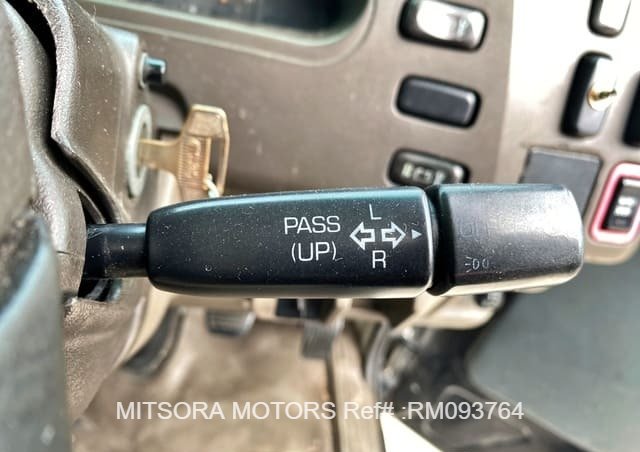 PASS
(UP)
L
R
MITSORA MOTORS Ref# :RM093764